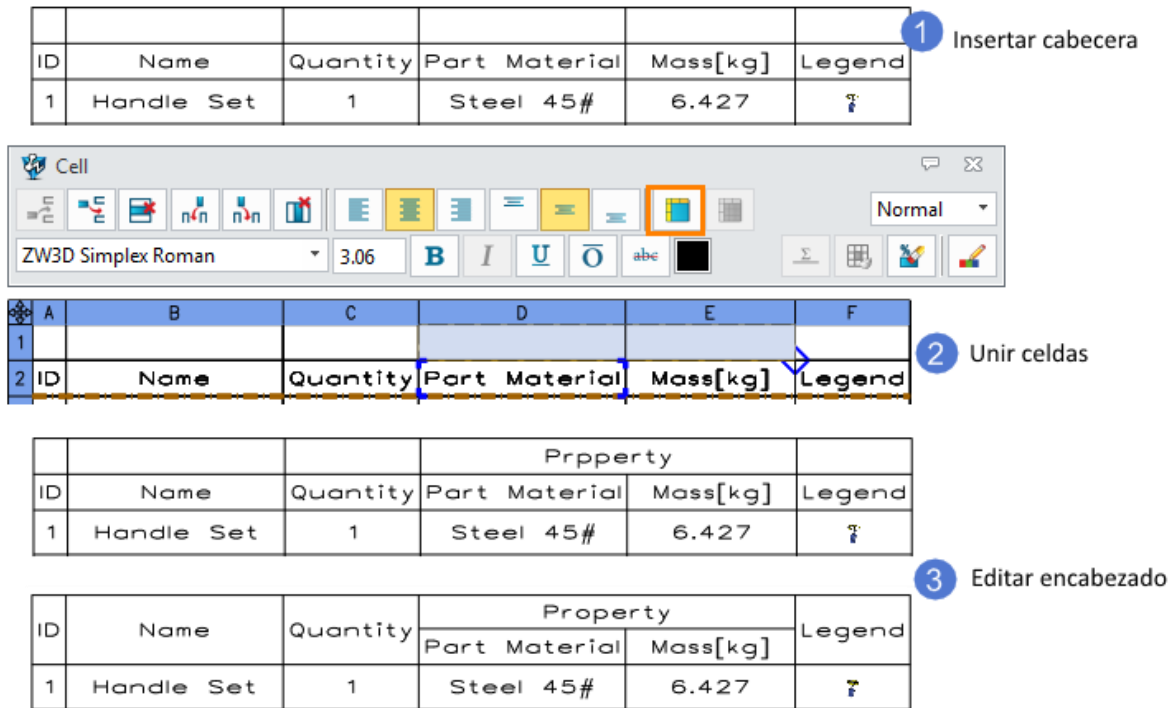 1 Insertar cabecera
ID Name Quantity Part Material Mass[kg] Legend
1 Handle Set 1 Steel 45# 6.427
Cell
Normal
ZW3D Simplex Roman 3.06 B I U O abc Σ
A B C D E F
1
2 Unir celdas
2 ID Name Quantity Part Material Mass[kg] Legend
Prpperty
ID Name Quantity Part Material Mass[kg] Legend
1 Handle Set 1 Steel 45# 6.427
3 Editar encabezado
Property
ID Name Quantity Legend
Part Material Mass[kg]
1 Handle Set 1 Steel 45# 6.427